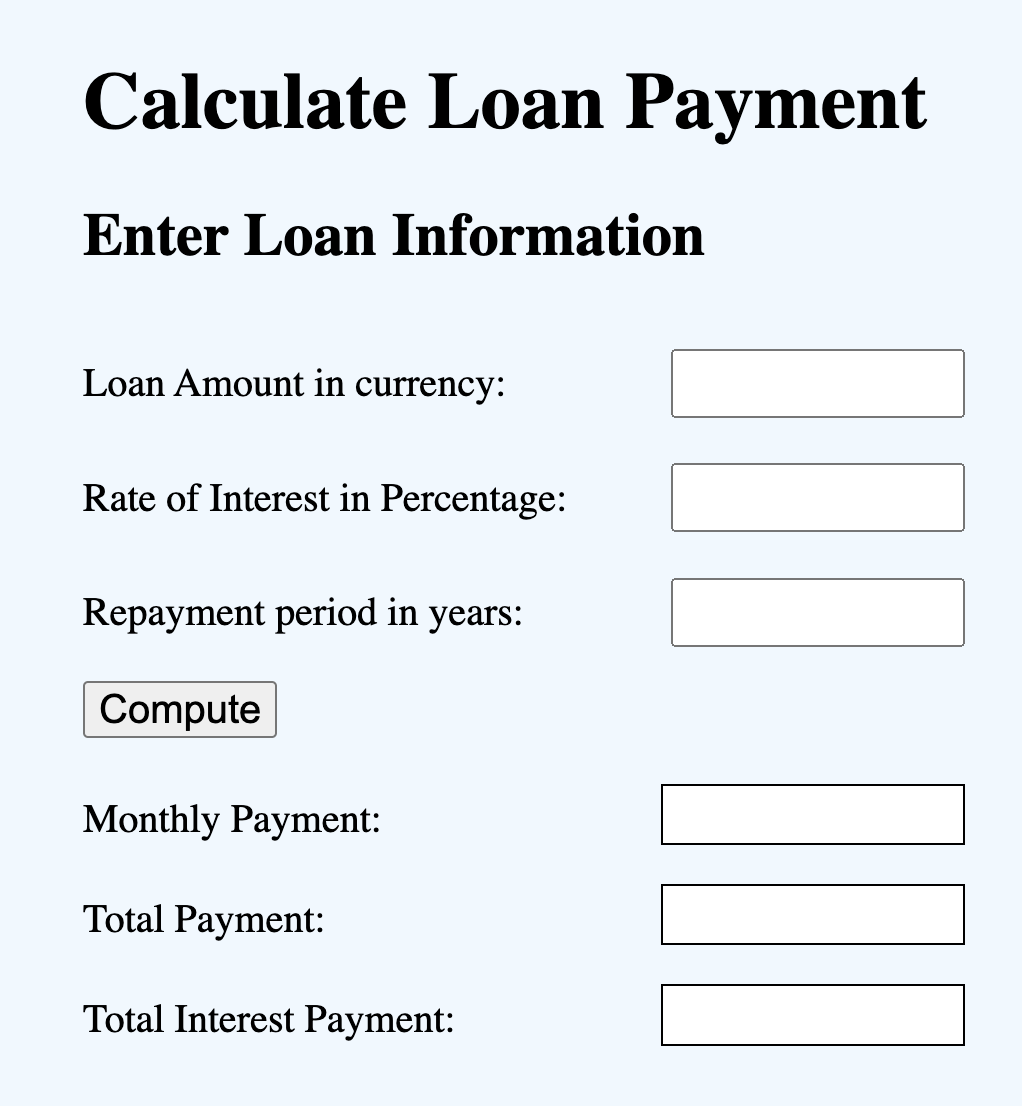 Calculate Loan Payment
Enter Loan Information
Loan Amount in currency:
Rate of Interest in Percentage:
Repayment period in years:
Compute
Monthly Payment:
Total Payment:
Total Interest Payment: